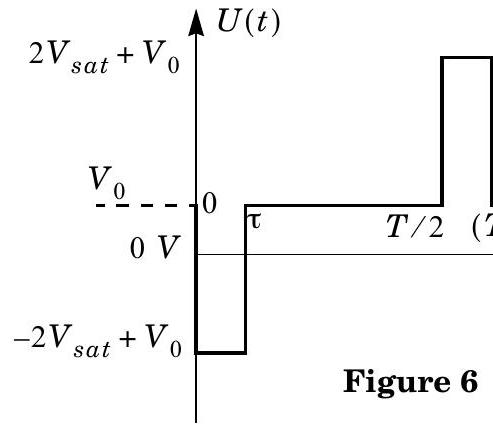 U(t)
2V_sat + V_0
V_0
0
τ
T/2
(T
0 V
–2V_sat + V_0
Figure 6